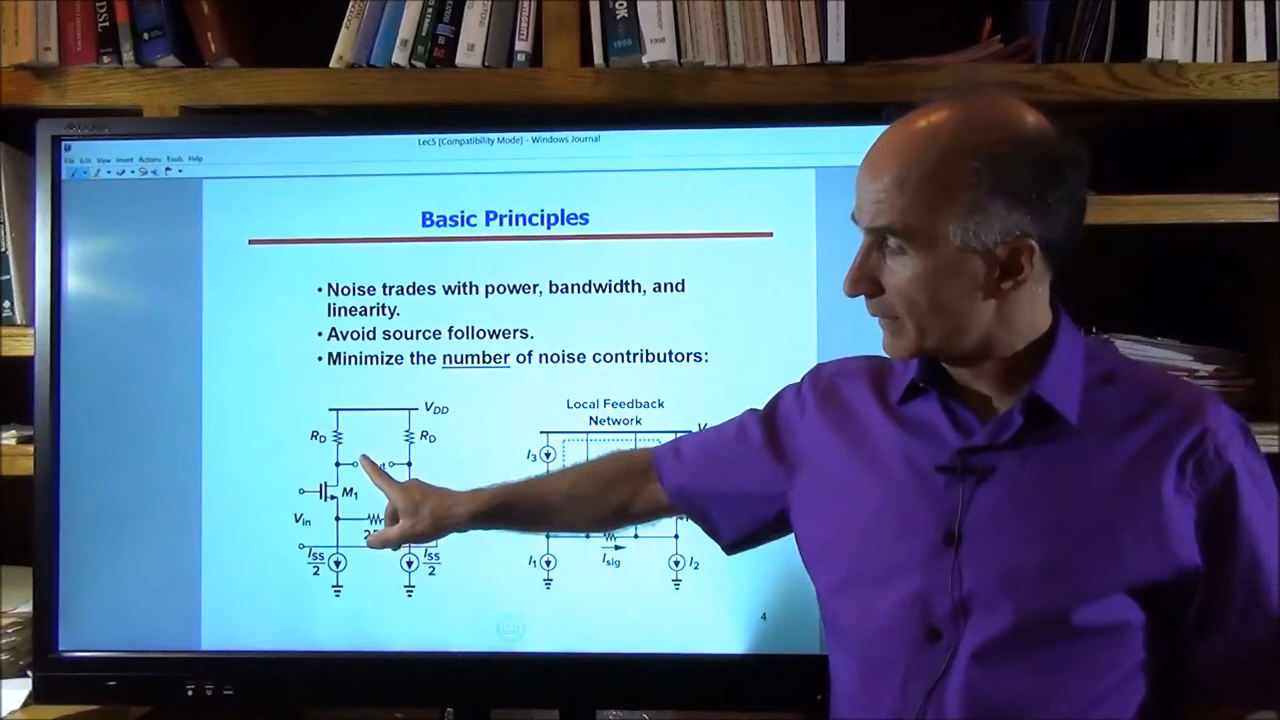 Lec5 [Compatibility Mode] - Windows Journal
File Edit View Insert Actions Tools Help
Basic Principles
• Noise trades with power, bandwidth, and
linearity.
• Avoid source followers.
• Minimize the number of noise contributors:
VDD
RD
RD
M1
Vin
ISS
2
ISS
2
Local Feedback
Network
I3
I1
Isig
I2
4
DSL
1998